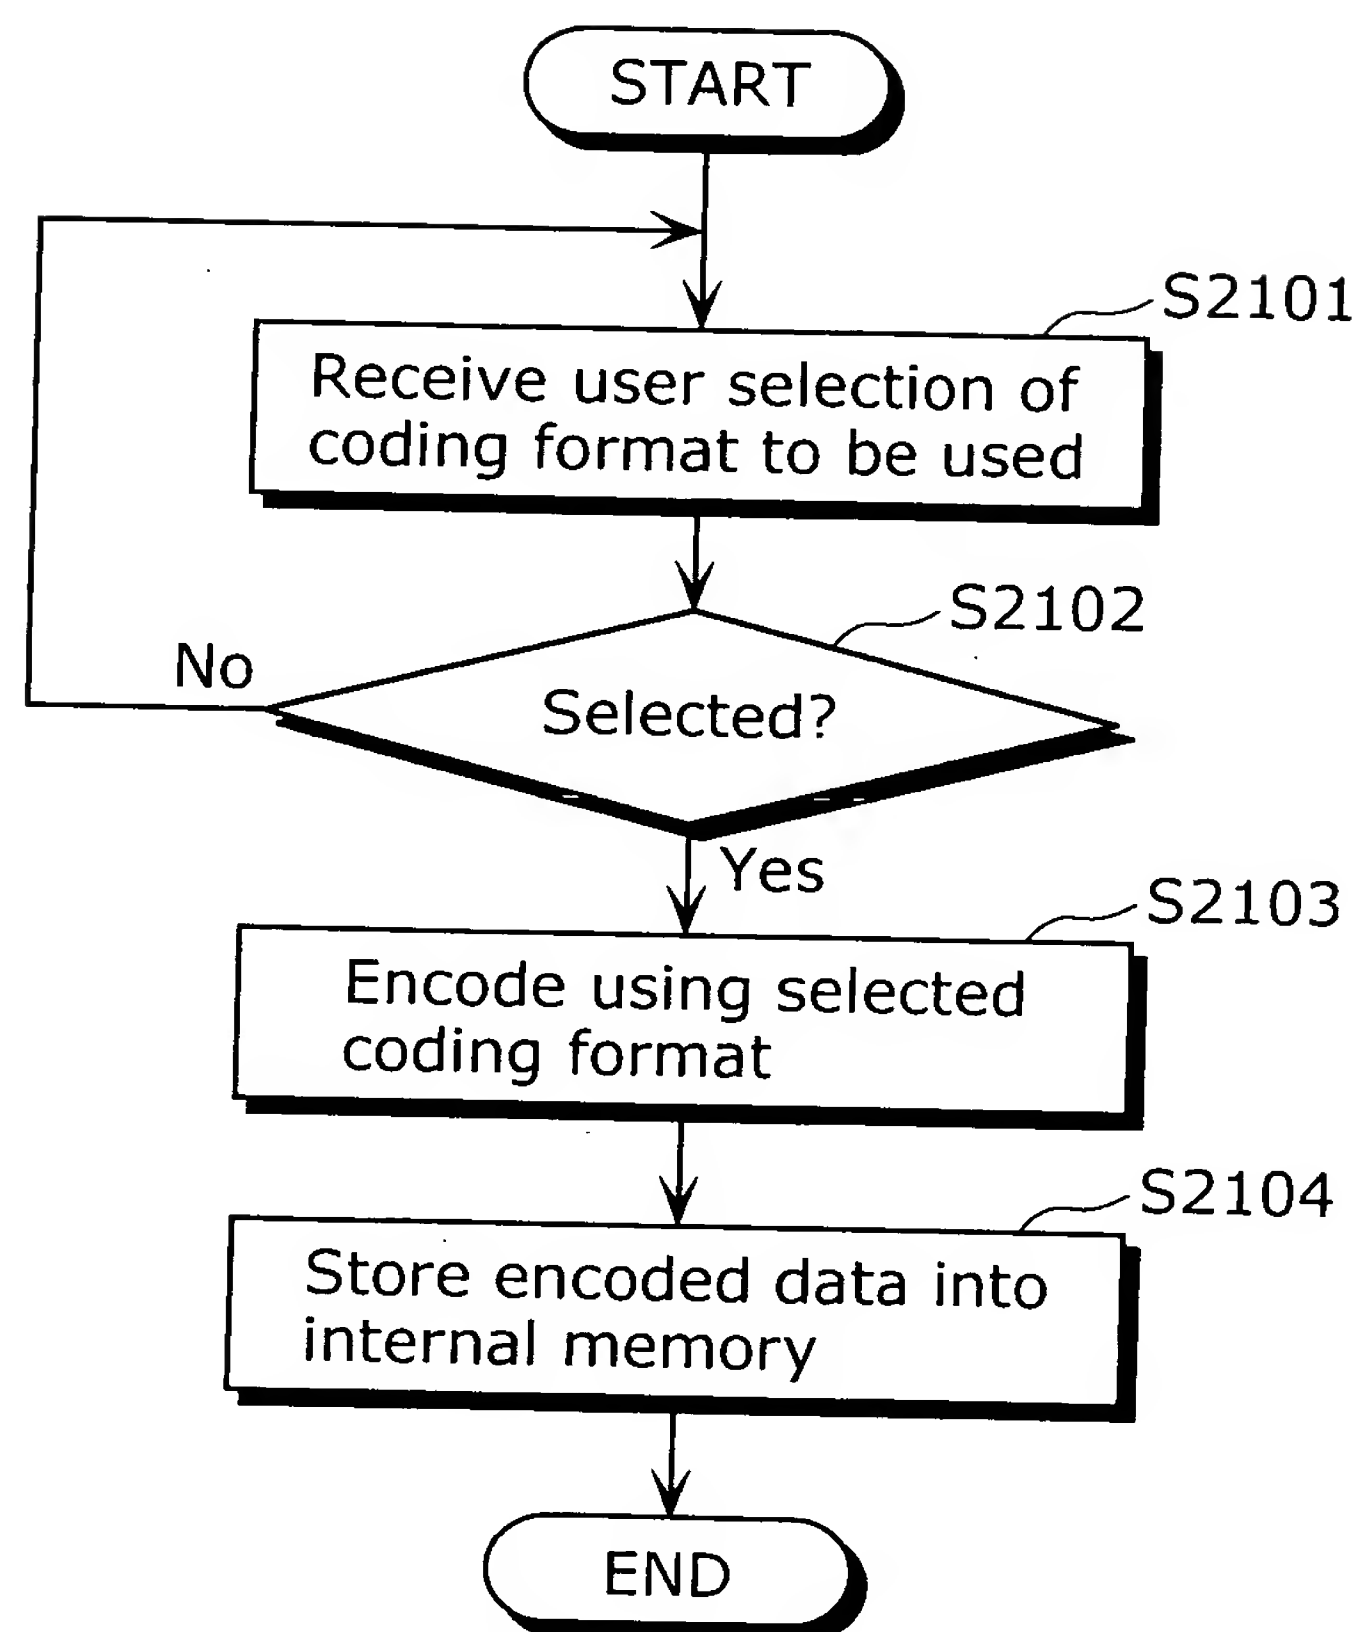 START
S2101
Receive user selection of
coding format to be used
S2102
No
Selected?
Yes
S2103
Encode using selected
coding format
S2104
Store encoded data into
internal memory
END